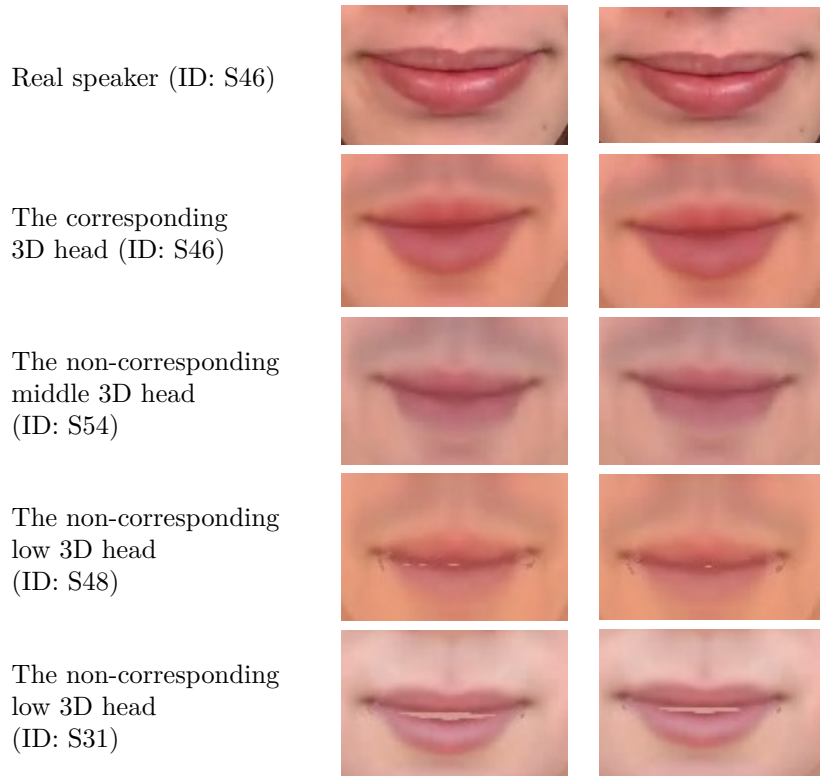 Real speaker (ID: S46)
The corresponding
3D head (ID: S46)
The non-corresponding
middle 3D head
(ID: S54)
The non-corresponding
low 3D head
(ID: S48)
The non-corresponding
low 3D head
(ID: S31)